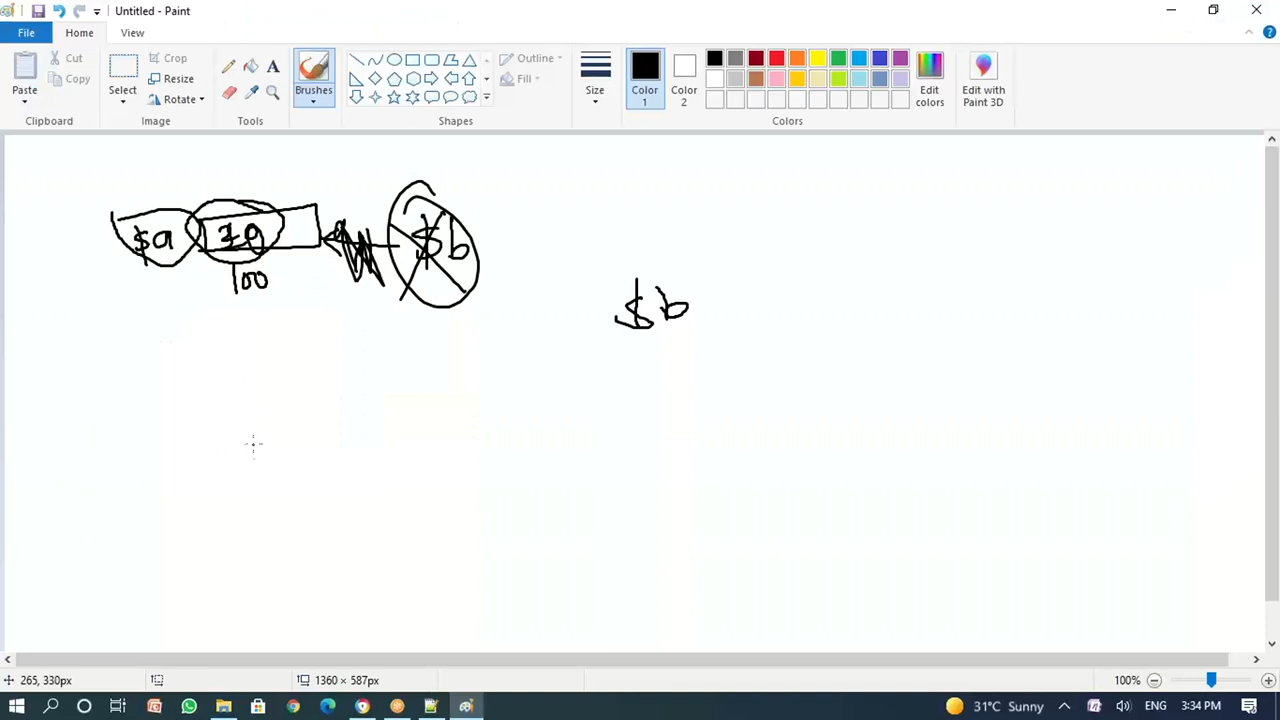 Untitled - Paint
File
Home
View
Paste
Cut
Copy
Clipboard
Select
Crop
Resize
Rotate
Image
A
Tools
Brushes
Shapes
Outline
Fill
Size
Color 1
Color 2
Colors
Edit colors
Edit with Paint 3D
$a
$b
100
$b
265, 330px
1360 × 587px
100%
31°C Sunny
ENG
3:34 PM